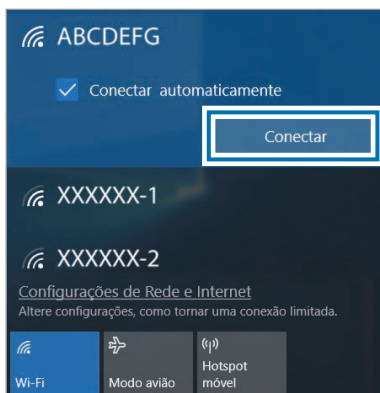 ABCDEFG
Conectar automaticamente
Conectar
XXXXXX-1
XXXXXX-2
Configurações de Rede e Internet
Altere configurações, como tornar uma conexão limitada.
Wi-Fi
Modo avião
Hotspot
móvel